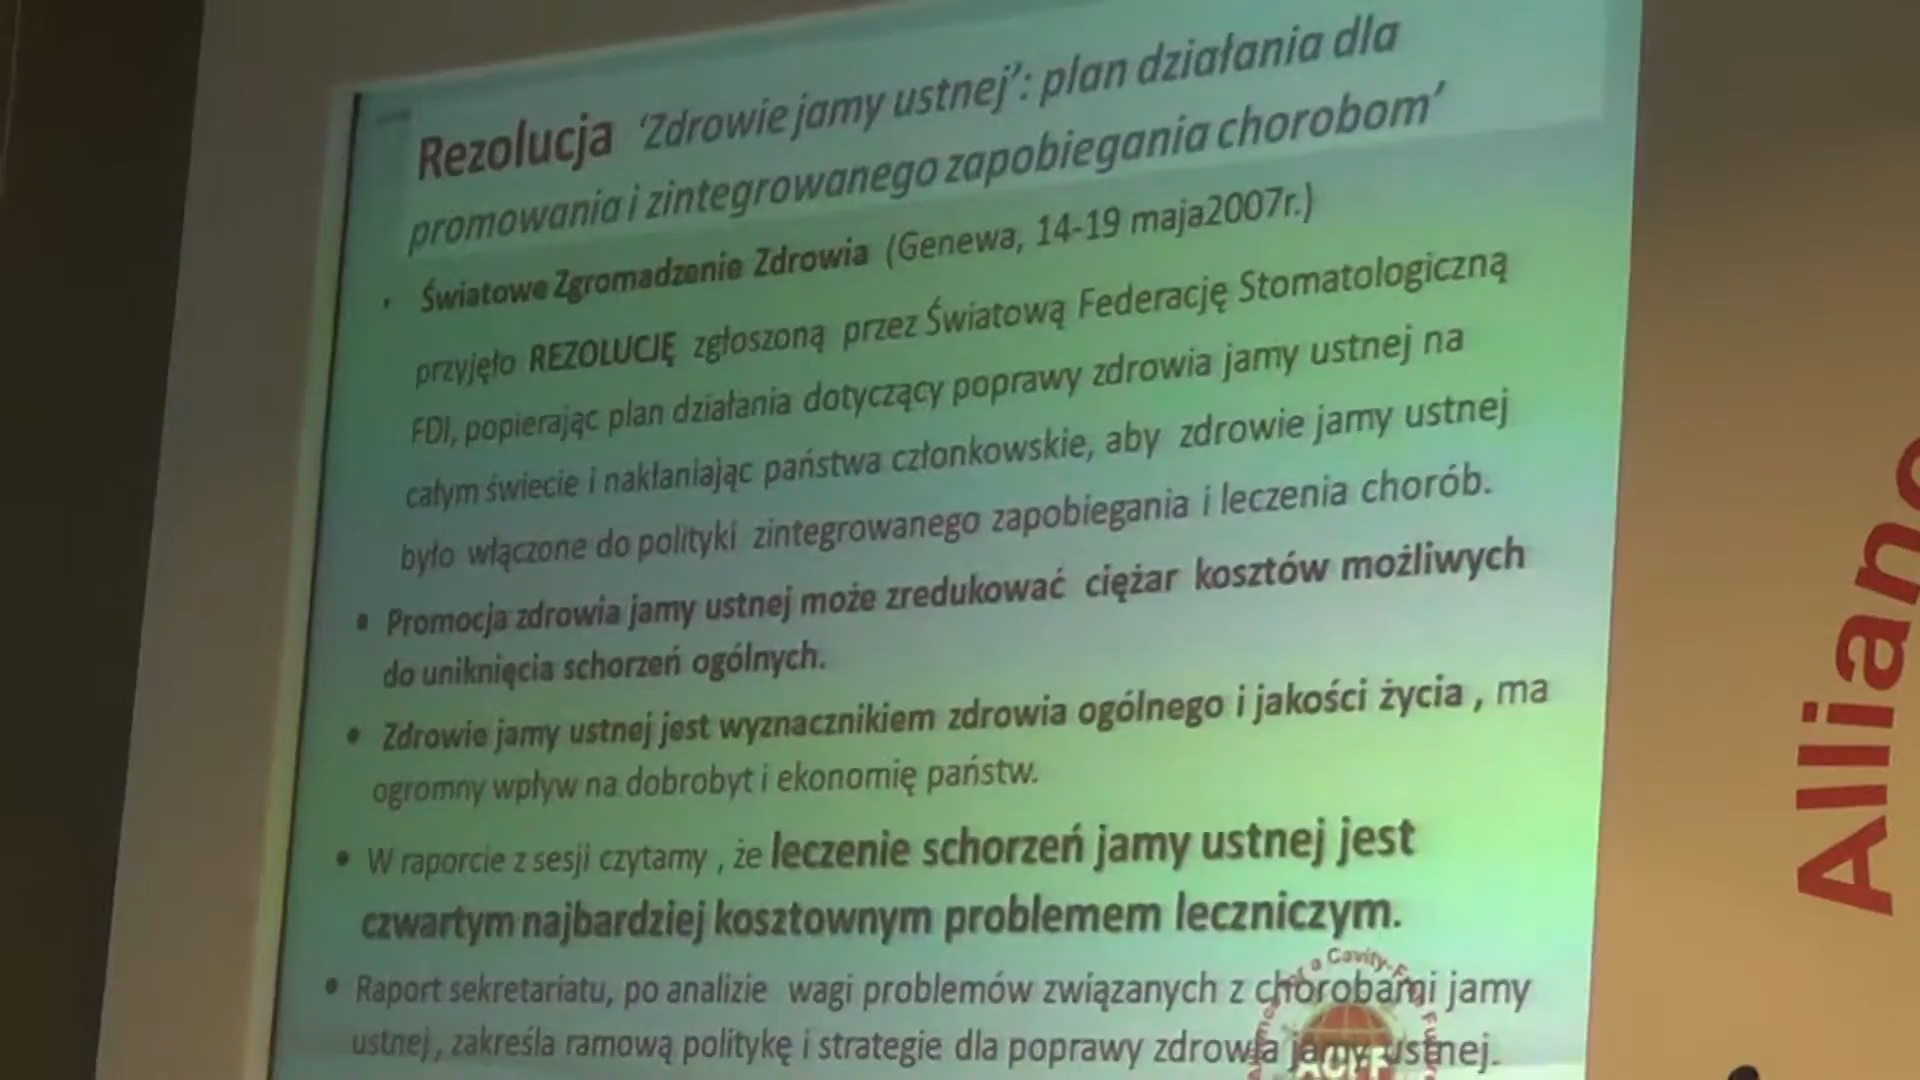 Rezolucja ‘Zdrowie jamy ustnej’: plan działania dla
promowania i zintegrowanego zapobiegania chorobom’
• Światowe Zgromadzenie Zdrowia (Genewa, 14-19 maja2007r.)
przyjęło REZOLUCJĘ zgłoszoną przez Światową Federację Stomatologiczną
FDI, popierając plan działania dotyczący poprawy zdrowia jamy ustnej na
całym świecie i nakłaniając państwa członkowskie, aby zdrowie jamy ustnej
było włączone do polityki zintegrowanego zapobiegania i leczenia chorób.
• Promocja zdrowia jamy ustnej może zredukować ciężar kosztów możliwych
do uniknięcia schorzeń ogólnych.
• Zdrowie jamy ustnej jest wyznacznikiem zdrowia ogólnego i jakości życia , ma
ogromny wpływ na dobrobyt i ekonomię państw.
• W raporcie z sesji czytamy , że leczenie schorzeń jamy ustnej jest
czwartym najbardziej kosztownym problemem leczniczym.
• Raport sekretariatu, po analizie wagi problemów związanych z chorobami jamy
ustnej, zakreśla ramową politykę i strategie dla poprawy zdrowia jamy ustnej.
a Cavity-
ACFF